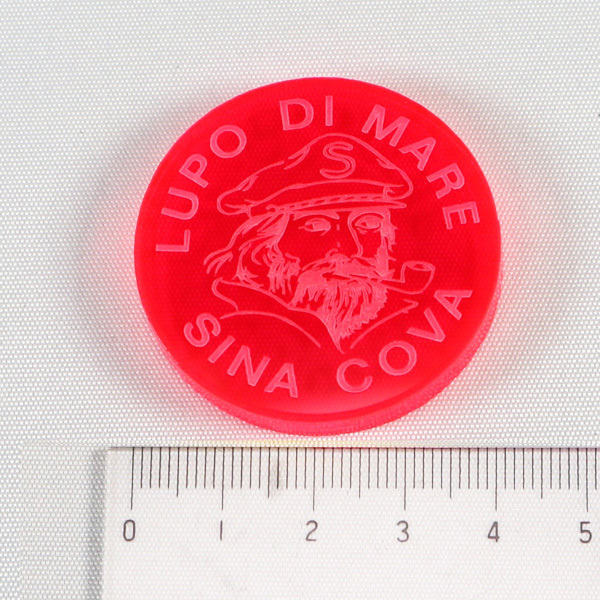 LUPO DI MARE
S
SINA COVA
0 1 2 3 4 5